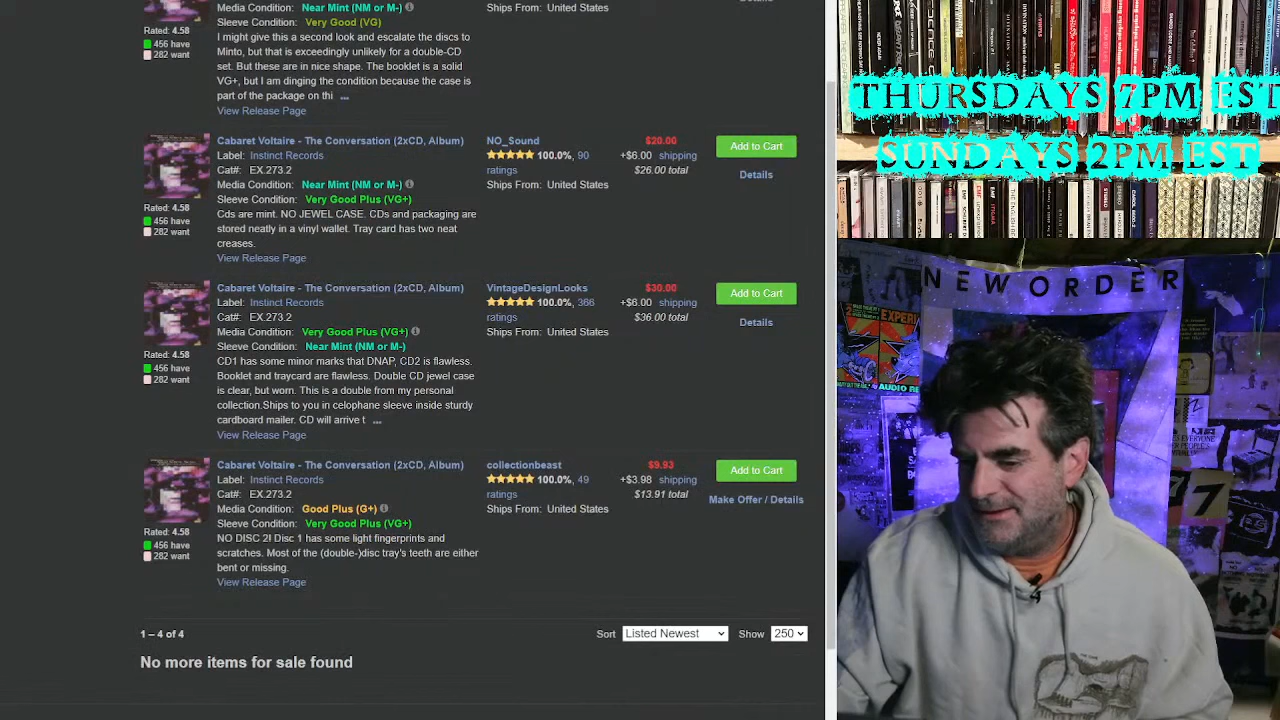 Media Condition: Near Mint (NM or M-)
Ships From: United States
Sleeve Condition: Very Good (VG)
Rated: 4.58
456 have
282 want
I might give this a second look and escalate the discs to
Minto, but that is exceedingly unlikely for a double-CD
set. But these are in nice shape. The booklet is a solid
VG+, but I am dinging the condition because the case is
part of the package on thi ...
View Release Page
Cabaret Voltaire - The Conversation (2xCD, Album)
Label: Instinct Records
Cat#: EX.273.2
Media Condition: Near Mint (NM or M-)
Sleeve Condition: Very Good Plus (VG+)
Rated: 4.58
456 have
282 want
Cds are mint. NO JEWEL CASE. CDs and packaging are
stored neatly in a vinyl wallet. Tray card has two neat
creases.
View Release Page
NO_Sound
100.0%, 90
ratings
Ships From: United States
$20.00
+$6.00 shipping
$26.00 total
Add to Cart
Details
Cabaret Voltaire - The Conversation (2xCD, Album)
Label: Instinct Records
Cat#: EX.273.2
Media Condition: Very Good Plus (VG+)
Sleeve Condition: Near Mint (NM or M-)
Rated: 4.58
456 have
282 want
CD1 has some minor marks that DNAP, CD2 is flawless.
Booklet and traycard are flawless. Double CD jewel case
is clear, but worn. This is a double from my personal
collection.Ships to you in celophane sleeve inside sturdy
cardboard mailer. CD will arrive t ...
View Release Page
VintageDesignLooks
100.0%, 366
ratings
Ships From: United States
$30.00
+$6.00 shipping
$36.00 total
Add to Cart
Details
Cabaret Voltaire - The Conversation (2xCD, Album)
Label: Instinct Records
Cat#: EX.273.2
Media Condition: Good Plus (G+)
Sleeve Condition: Very Good Plus (VG+)
Rated: 4.58
456 have
282 want
NO DISC 2! Disc 1 has some light fingerprints and
scratches. Most of the (double-)disc tray's teeth are either
bent or missing.
View Release Page
collectionbeast
100.0%, 49
ratings
Ships From: United States
$9.93
+$3.98 shipping
$13.91 total
Add to Cart
Make Offer / Details
1 – 4 of 4
Sort Listed Newest Show 250
No more items for sale found
THURSDAYS 7PM EST
SUNDAYS 2PM EST
NEW ORDER
EXPERI
AUDIO RE